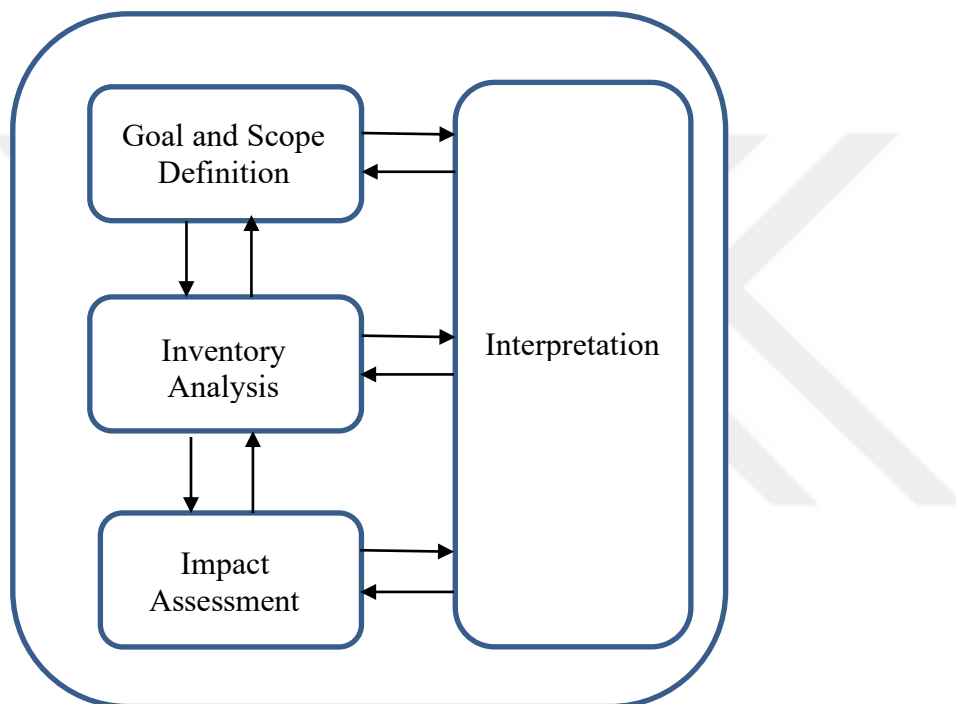 Goal and Scope
Definition
Inventory
Analysis
Interpretation
Impact
Assessment